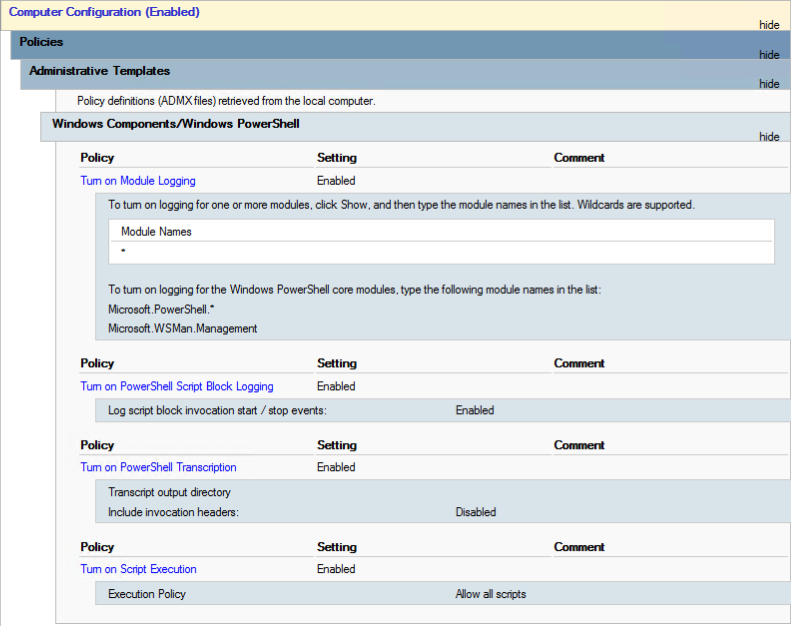 Computer Configuration (Enabled)
hide
Policies
hide
Administrative Templates
hide
Policy definitions (ADMX files) retrieved from the local computer.
Windows Components/Windows PowerShell
hide
Policy Setting Comment
Turn on Module Logging Enabled
To turn on logging for one or more modules, click Show, and then type the module names in the list. Wildcards are supported.
Module Names
*
To turn on logging for the Windows PowerShell core modules, type the following module names in the list:
Microsoft.PowerShell.*
Microsoft.WSMan.Management
Policy Setting Comment
Turn on PowerShell Script Block Logging Enabled
Log script block invocation start / stop events: Enabled
Policy Setting Comment
Turn on PowerShell Transcription Enabled
Transcript output directory
Include invocation headers: Disabled
Policy Setting Comment
Turn on Script Execution Enabled
Execution Policy Allow all scripts